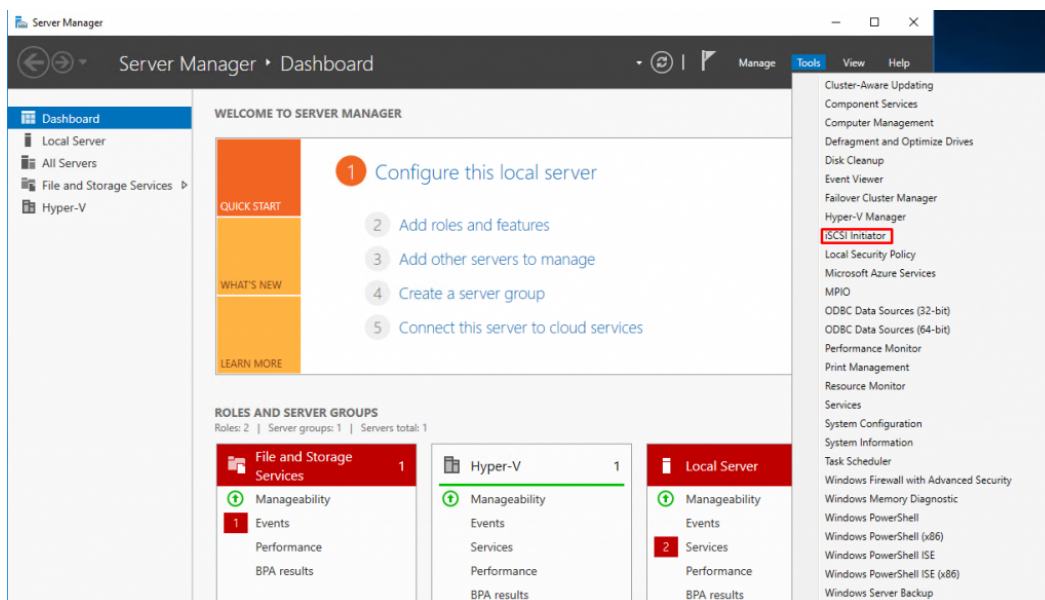 Server Manager
Server Manager • Dashboard
Manage
Tools
View
Help
Dashboard
Local Server
All Servers
File and Storage Services
Hyper-V
WELCOME TO SERVER MANAGER
QUICK START
WHAT'S NEW
LEARN MORE
1 Configure this local server
2 Add roles and features
3 Add other servers to manage
4 Create a server group
5 Connect this server to cloud services
ROLES AND SERVER GROUPS
Roles: 2 | Server groups: 1 | Servers total: 1
File and Storage
Services
1
Manageability
1 Events
Performance
BPA results
Hyper-V 1
Manageability
Events
Services
Performance
BPA results
Local Server
Manageability
Events
2 Services
Performance
BPA results
Cluster-Aware Updating
Component Services
Computer Management
Defragment and Optimize Drives
Disk Cleanup
Event Viewer
Failover Cluster Manager
Hyper-V Manager
iSCSI Initiator
Local Security Policy
Microsoft Azure Services
MPIO
ODBC Data Sources (32-bit)
ODBC Data Sources (64-bit)
Performance Monitor
Print Management
Resource Monitor
Services
System Configuration
System Information
Task Scheduler
Windows Firewall with Advanced Security
Windows Memory Diagnostic
Windows PowerShell
Windows PowerShell (x86)
Windows PowerShell ISE
Windows PowerShell ISE (x86)
Windows Server Backup